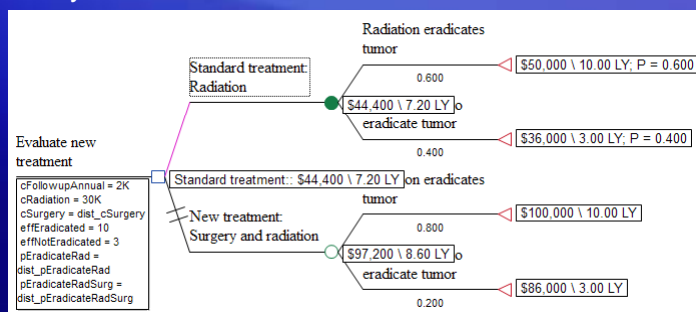 Radiation eradicates
tumor
$50,000 \ 10.00 LY; P = 0.600
0.600
Standard treatment:
Radiation
$44,400 \ 7.20 LY o
eradicate tumor
$36,000 \ 3.00 LY; P = 0.400
0.400
Evaluate new
treatment
Standard treatment:: $44,400 \ 7.20 LY on eradicates
tumor
cFollowupAnnual = 2K
cRadiation = 30K
cSurgery = dist_cSurgery
effEradicated = 10
effNotEradicated = 3
pEradicateRad =
dist_pEradicateRad
pEradicateRadSurg =
dist_pEradicateRadSurg
$100,000 \ 10.00 LY
0.800
New treatment:
Surgery and radiation
$97,200 \ 8.60 LY o
eradicate tumor
$86,000 \ 3.00 LY
0.200